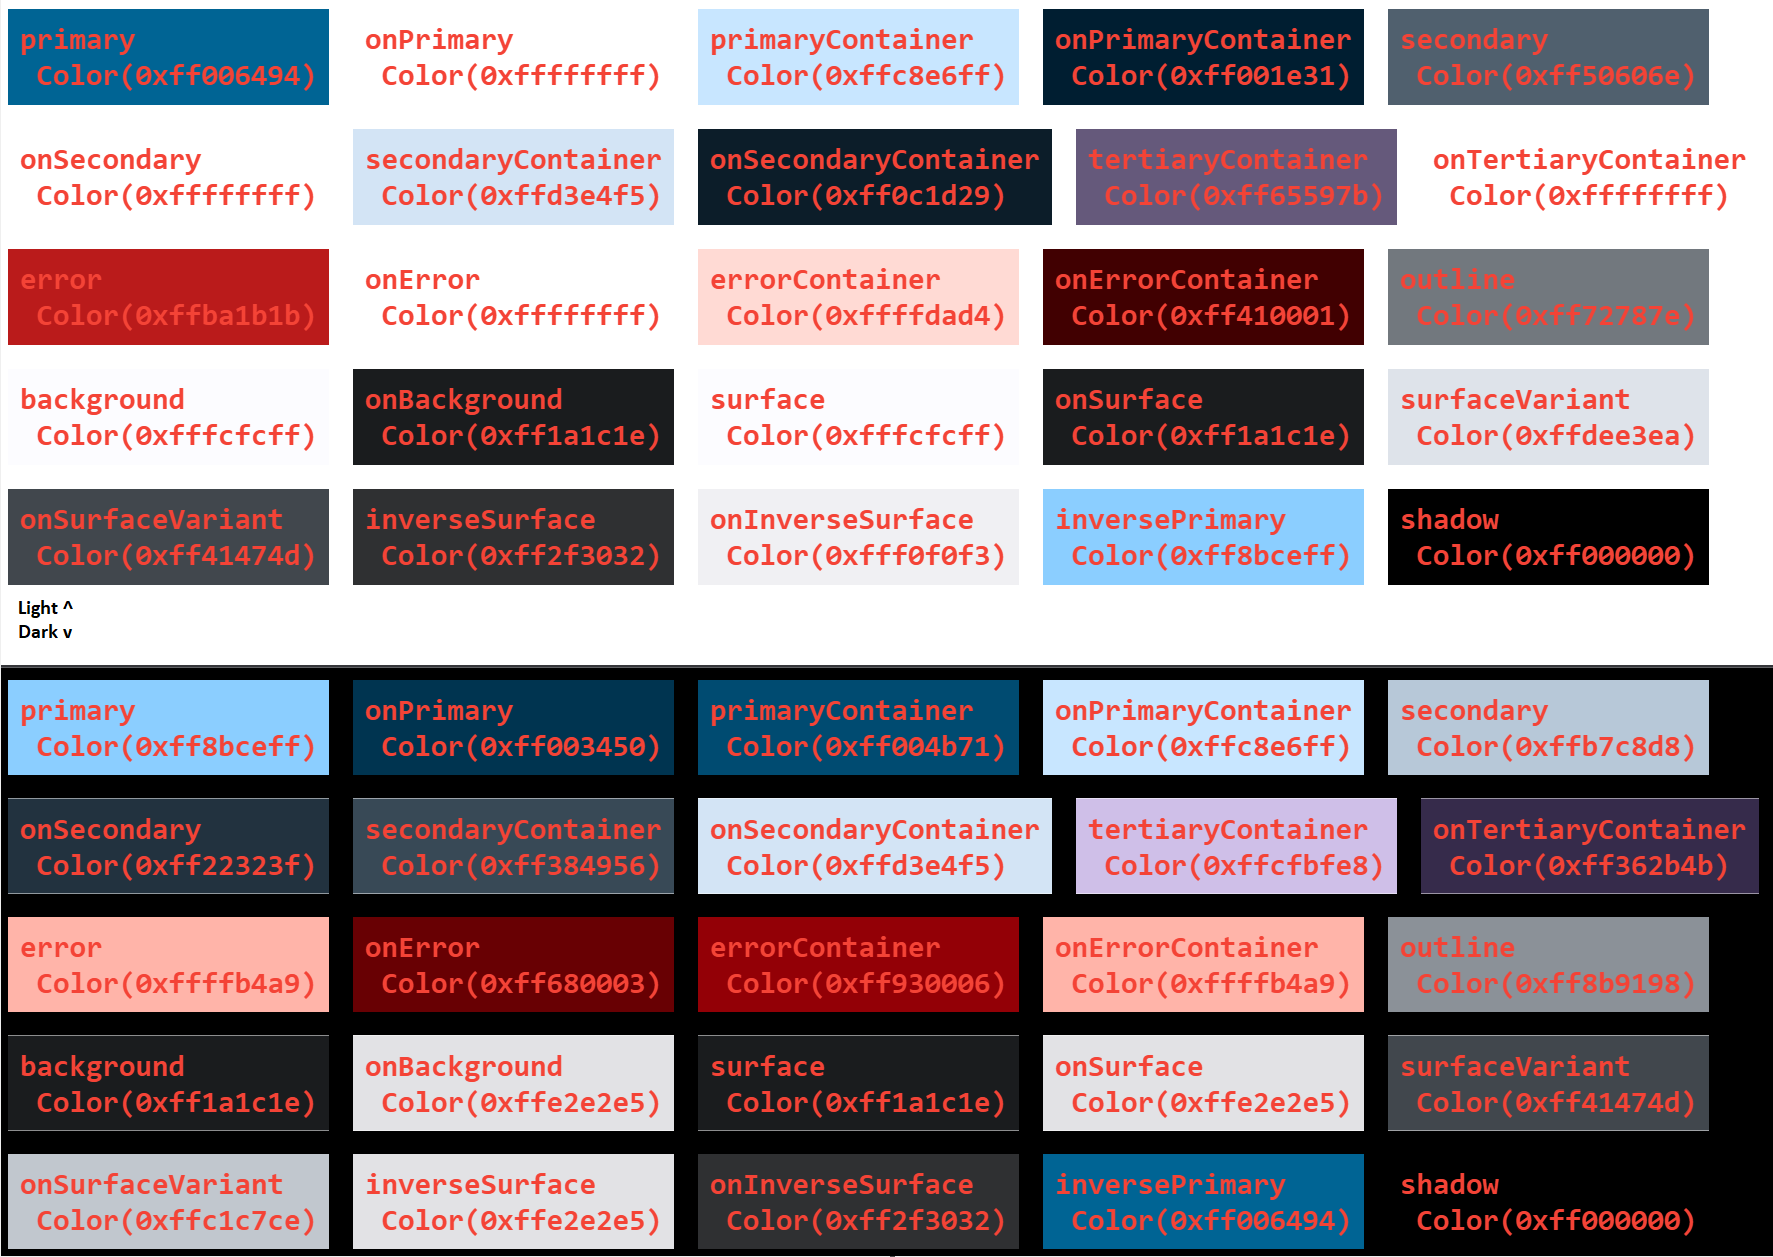 primary
Color(0xff006494)
onPrimary
Color(0xffffffff)
primaryContainer
Color(0xffc8e6ff)
onPrimaryContainer
Color(0xff001e31)
secondary
Color(0xff50606e)
onSecondary
Color(0xffffffff)
secondaryContainer
Color(0xffd3e4f5)
onSecondaryContainer
Color(0xff0c1d29)
tertiaryContainer
Color(0xff65597b)
onTertiaryContainer
Color(0xffffffff)
error
Color(0xffba1b1b)
onError
Color(0xffffffff)
errorContainer
Color(0xffffdad4)
onErrorContainer
Color(0xff410001)
outline
Color(0xff72787e)
background
Color(0xfffcfcff)
onBackground
Color(0xff1a1c1e)
surface
Color(0xfffcfcff)
onSurface
Color(0xff1a1c1e)
surfaceVariant
Color(0xffdee3ea)
onSurfaceVariant
Color(0xff41474d)
inverseSurface
Color(0xff2f3032)
onInverseSurface
Color(0xfff0f0f3)
inversePrimary
Color(0xff8bceff)
shadow
Color(0xff000000)
Light ^
Dark v
primary
Color(0xff8bceff)
onPrimary
Color(0xff003450)
primaryContainer
Color(0xff004b71)
onPrimaryContainer
Color(0xffc8e6ff)
secondary
Color(0xffb7c8d8)
onSecondary
Color(0xff22323f)
secondaryContainer
Color(0xff384956)
onSecondaryContainer
Color(0xffd3e4f5)
tertiaryContainer
Color(0xffcfbfe8)
onTertiaryContainer
Color(0xff362b4b)
error
Color(0xffffb4a9)
onError
Color(0xff680003)
errorContainer
Color(0xff930006)
onErrorContainer
Color(0xffffb4a9)
outline
Color(0xff8b9198)
background
Color(0xff1a1c1e)
onBackground
Color(0xffe2e2e5)
surface
Color(0xff1a1c1e)
onSurface
Color(0xffe2e2e5)
surfaceVariant
Color(0xff41474d)
onSurfaceVariant
Color(0xffc1c7ce)
inverseSurface
Color(0xffe2e2e5)
onInverseSurface
Color(0xff2f3032)
inversePrimary
Color(0xff006494)
shadow
Color(0xff000000)